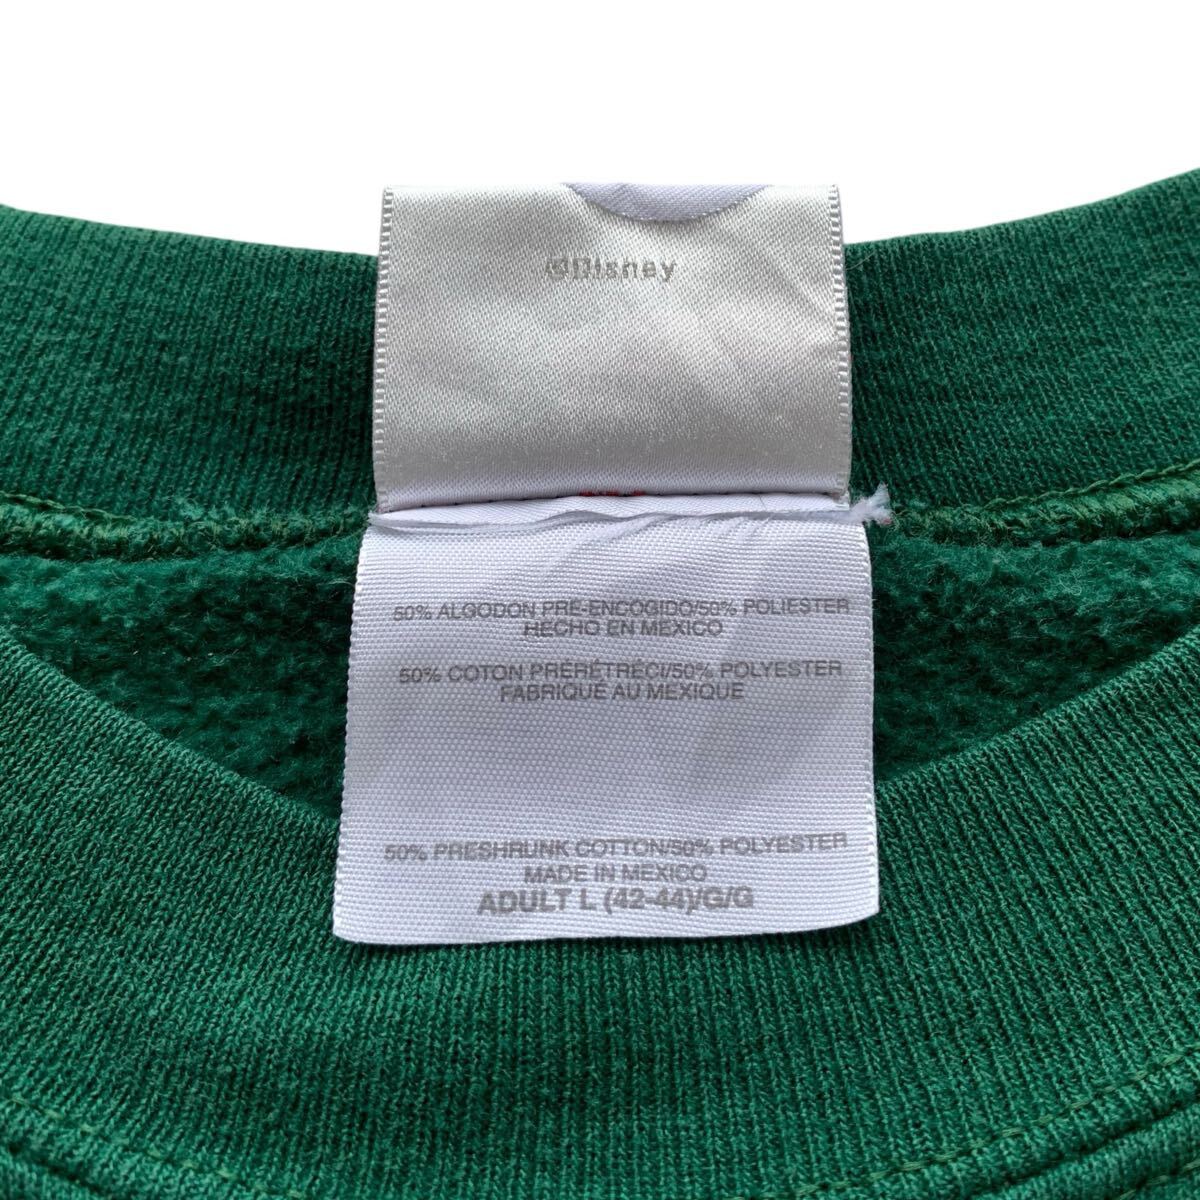 ©Disney
50% ALGODON PRE-ENCOGIDO/50% POLIESTER
HECHO EN MEXICO
50% COTON PRÉRÉTRÉCI/50% POLYESTER
FABRIQUE AU MEXIQUE
50% PRESHRUNK COTTON/50% POLYESTER
MADE IN MEXICO
ADULT L (42-44)/G/G